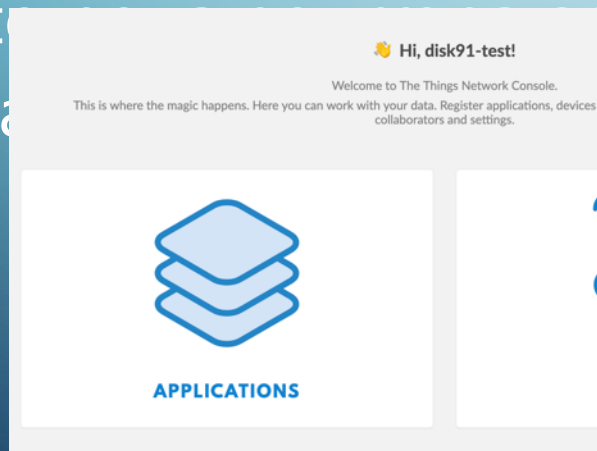 👋 Hi, disk91-test!
Welcome to The Things Network Console.
This is where the magic happens. Here you can work with your data. Register applications, devices
collaborators and settings.
APPLICATIONS